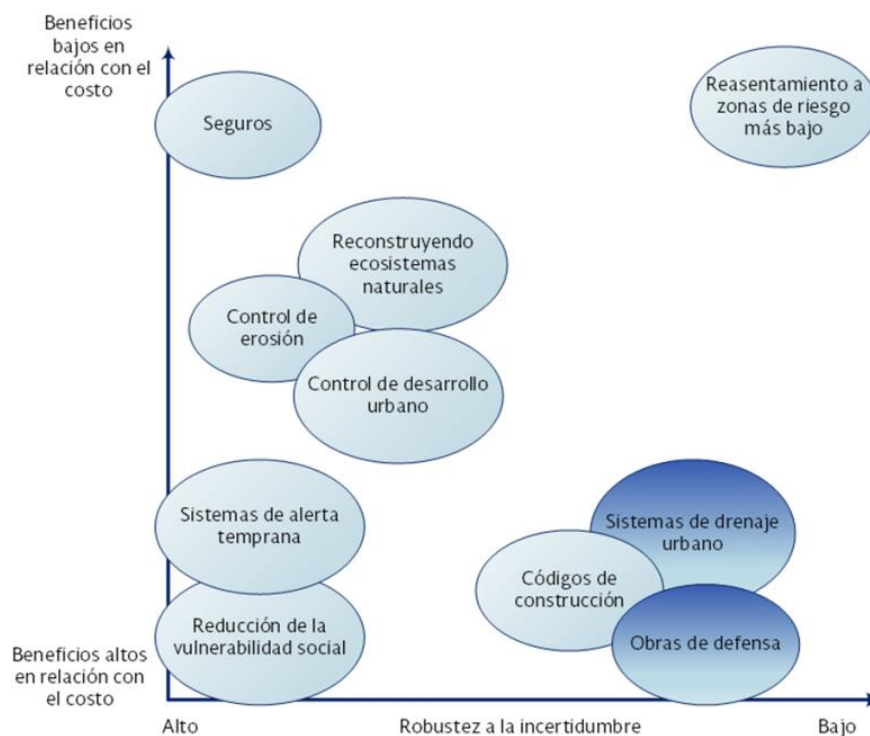 Beneficios
bajos en
relación con el
costo
Seguros
Reasentamiento a
zonas de riesgo
más bajo
Reconstruyendo
ecosistemas
naturales
Control de
erosión
Control de desarrollo
urbano
Sistemas de alerta
temprana
Sistemas de drenaje
urbano
Códigos de
construcción
Reducción de la
vulnerabilidad social
Obras de defensa
Beneficios altos
en relación con
el costo
Alto
Robustez a la incertidumbre
Bajo